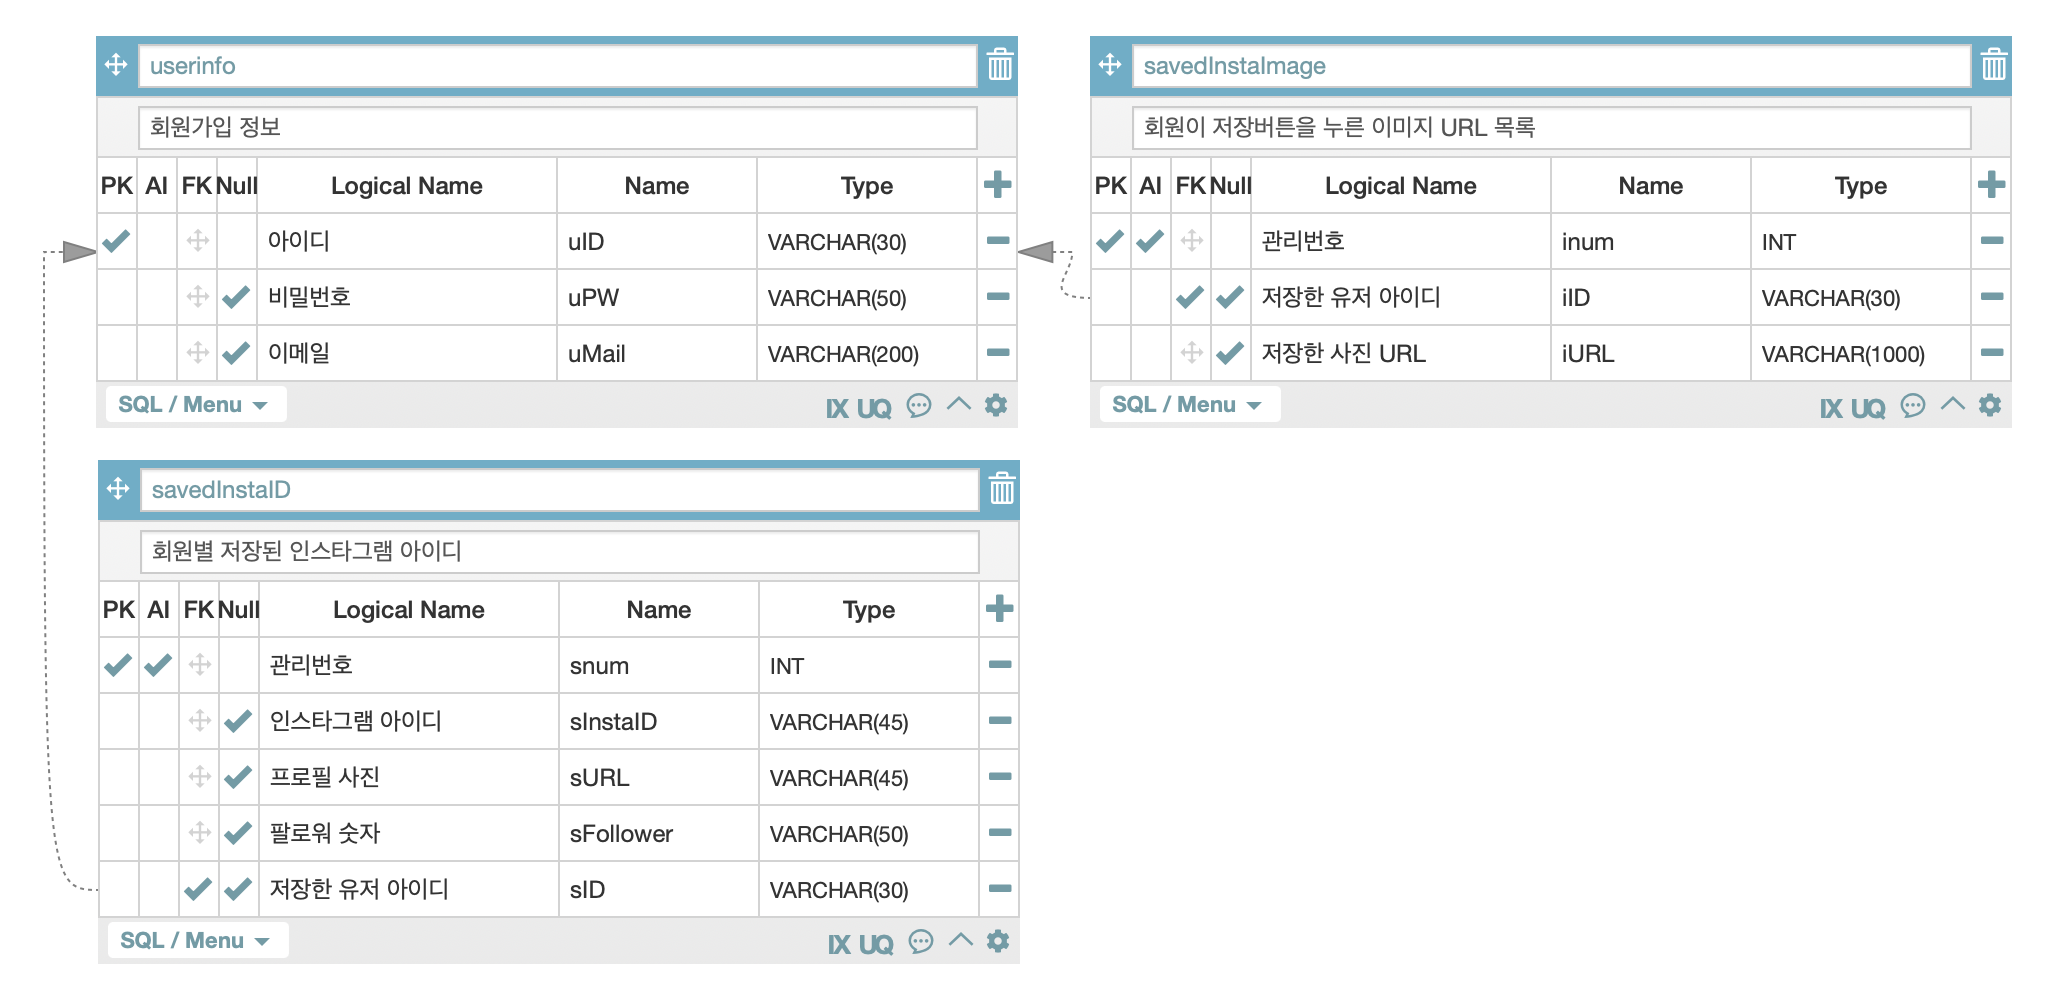 userinfo
회원가입 정보
PK AI FK Null Logical Name Name Type
아이디 uID VARCHAR(30)
비밀번호 uPW VARCHAR(50)
이메일 uMail VARCHAR(200)
SQL / Menu IX UQ
savedInstaImage
회원이 저장버튼을 누른 이미지 URL 목록
PK AI FK Null Logical Name Name Type
관리번호 inum INT
저장한 유저 아이디 iID VARCHAR(30)
저장한 사진 URL iURL VARCHAR(1000)
SQL / Menu IX UQ
savedInstaID
회원별 저장된 인스타그램 아이디
PK AI FK Null Logical Name Name Type
관리번호 snum INT
인스타그램 아이디 sInstaID VARCHAR(45)
프로필 사진 sURL VARCHAR(45)
팔로워 숫자 sFollower VARCHAR(50)
저장한 유저 아이디 sID VARCHAR(30)
SQL / Menu IX UQ